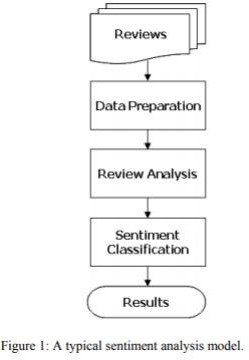 Reviews
Data Preparation
Review Analysis
Sentiment
Classification
Results
Figure 1: A typical sentiment analysis model.